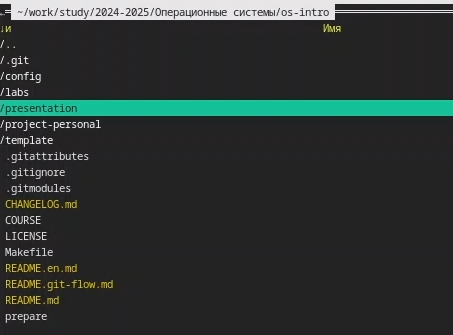 ~/work/study/2024-2025/Операционные системы/os-intro
↓и Имя
/..
/.git
/config
/labs
/presentation
/project-personal
/template
.gitattributes
.gitignore
.gitmodules
CHANGELOG.md
COURSE
LICENSE
Makefile
README.en.md
README.git-flow.md
README.md
prepare